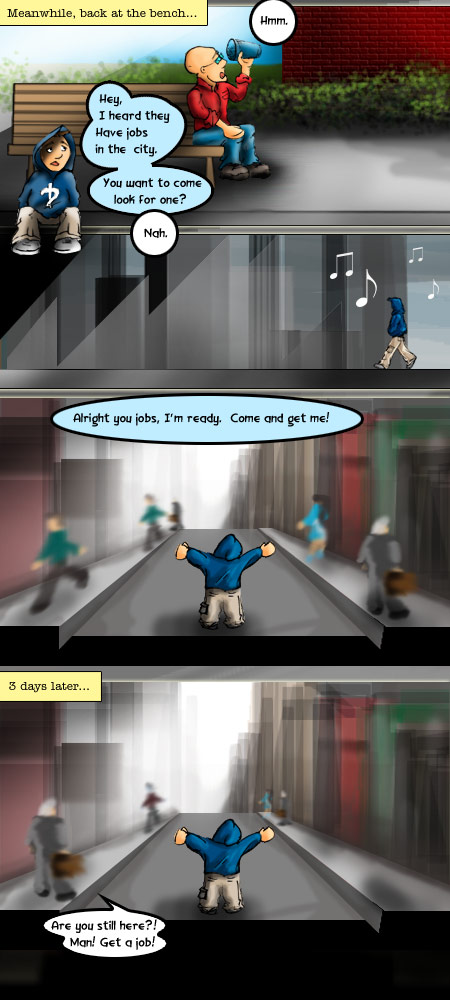 Meanwhile, back at the bench...
Hmm.
Hey,
I heard they
Have jobs
in the city.
You want to come
look for one?
Nah.
Alright you jobs, I'm ready. Come and get me!
3 days later...
Are you still here?!
Man! Get a job!